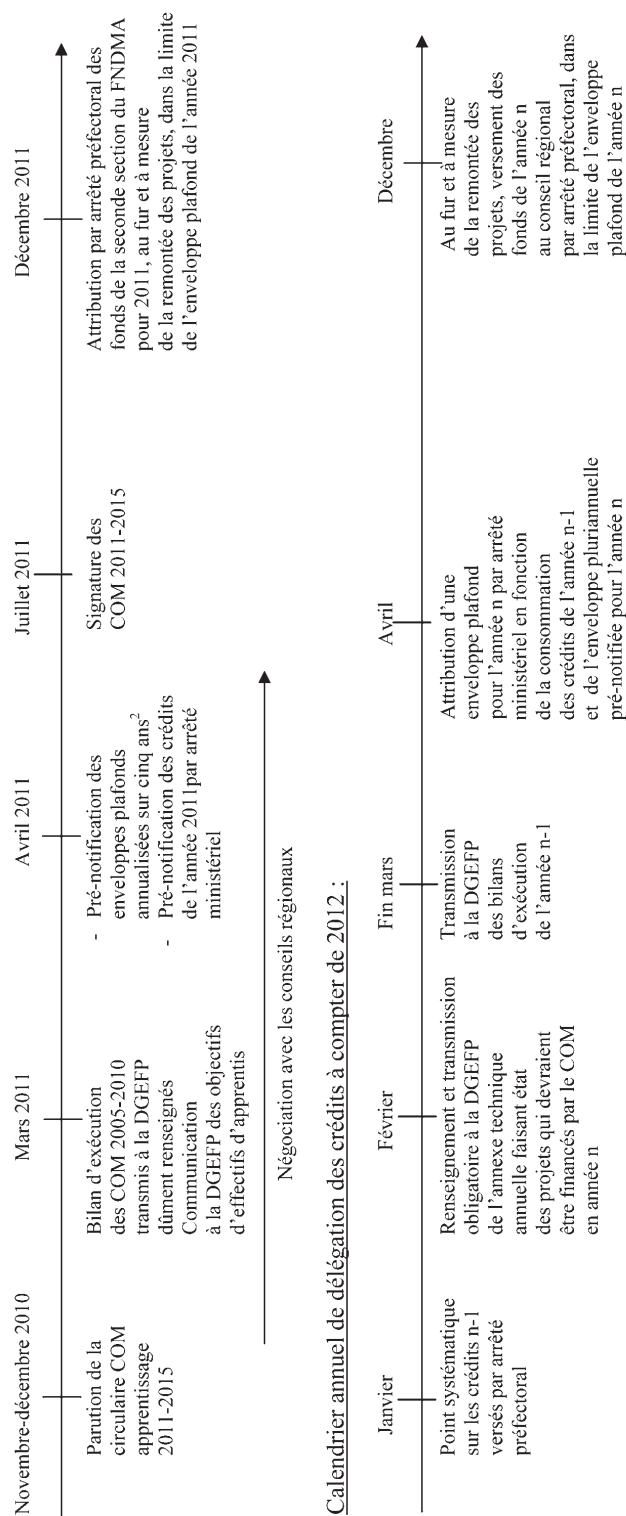 Novembre-décembre 2010
Parution de la
circulaire COM
apprentissage
2011-2015
Mars 2011
Bilan d'exécution
des COM 2005-2010
transmis à la DGEFP
dûment renseignés
Communication
à la DGEFP des objectifs
d'effectifs d'apprentis
Avril 2011
- Pré-notification des
enveloppes plafonds
annualisées sur cinq ans²
- Pré-notification des crédits
de l'année 2011par arrêté
ministériel
Juillet 2011
Signature des
COM 2011-2015
Décembre 2011
Attribution par arrêté préfectoral des
fonds de la seconde section du FNDMA
pour 2011, au fur et à mesure
de la remontée des projets, dans la limite
de l'enveloppe plafond de l'année 2011
Négociation avec les conseils régionaux
Calendrier annuel de délégation des crédits à compter de 2012 :
Janvier
Point systématique
sur les crédits n-1
versés par arrêté
préfectoral
Février
Renseignement et transmission
obligatoire à la DGEFP
de l'annexe technique
annuelle faisant état
des projets qui devraient
être financés par le COM
en année n
Fin mars
Transmission
à la DGEFP
des bilans
d'exécution
de l'année n-1
Avril
Attribution d'une
enveloppe plafond
pour l'année n par arrêté
ministériel en fonction
de la consommation
des crédits de l'année n-1
et de l'enveloppe pluriannuelle
pré-notifiée pour l'année n
Décembre
Au fur et à mesure
de la remontée des
projets, versement des
fonds de l'année n
au conseil régional
par arrêté préfectoral, dans
la limite de l'enveloppe
plafond de l'année n